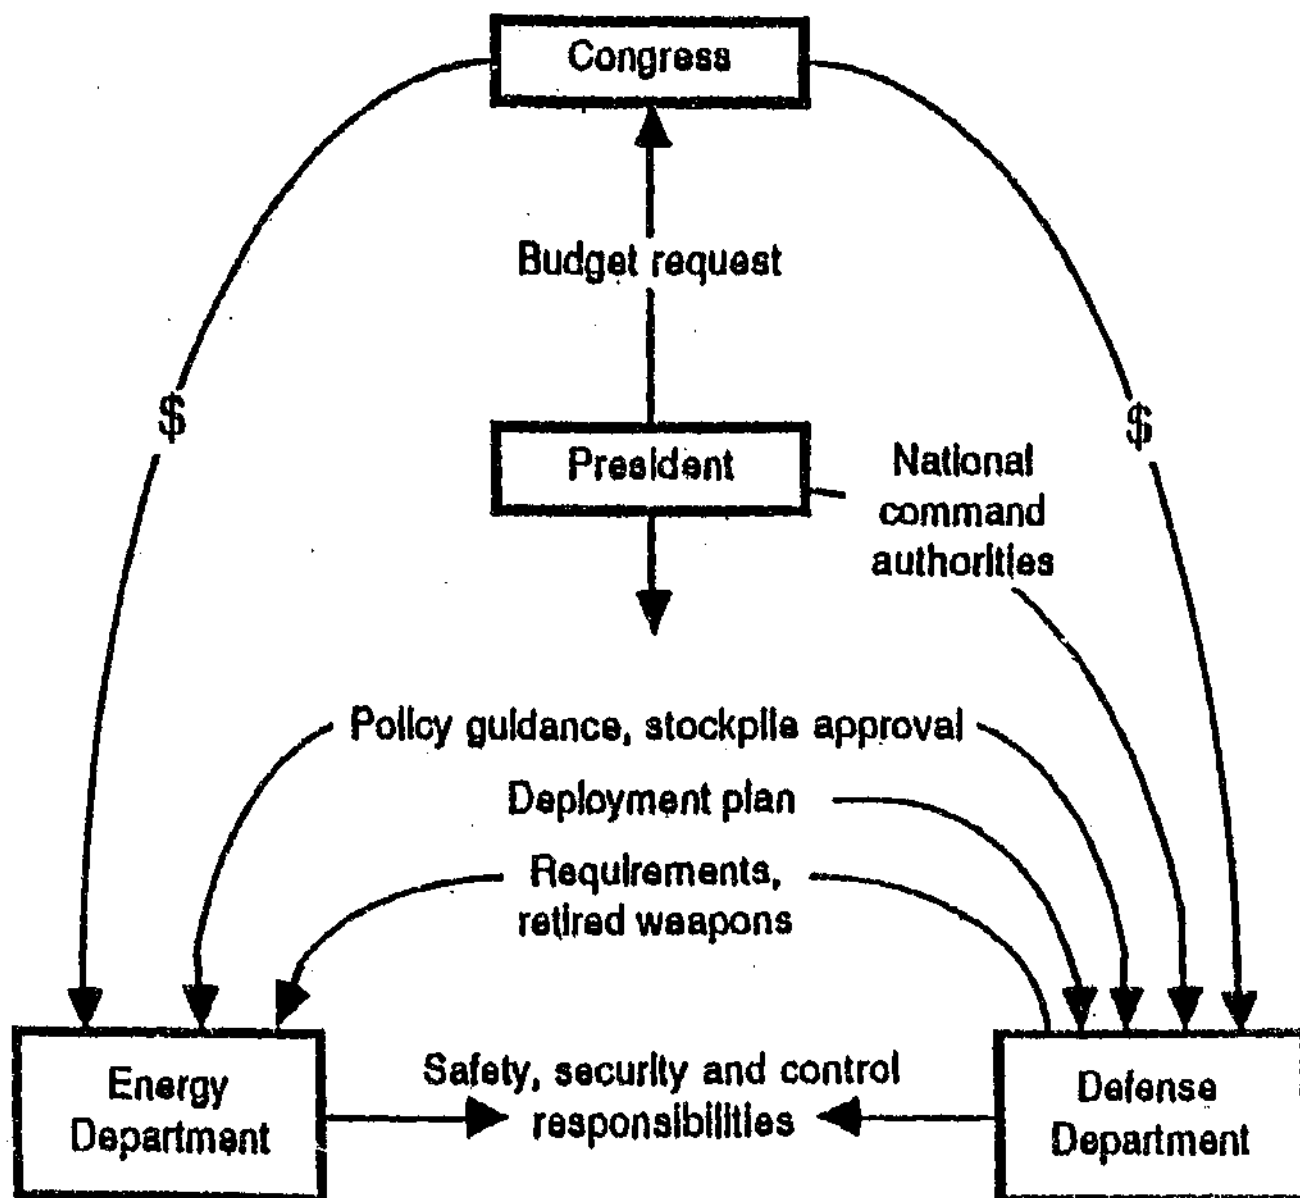 Congress
Budget request
$
$
President
National
command
authorities
Policy guidance, stockpile approval
Deployment plan
Requirements,
retired weapons
Safety, security and control
responsibilities
Energy
Department
Defense
Department